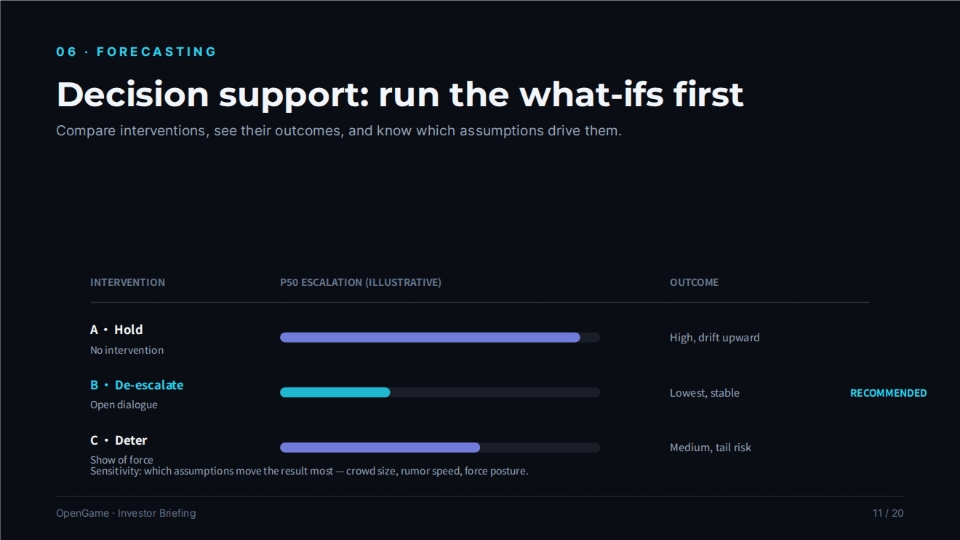 06 · FORECASTING
Decision support: run the what-ifs first
Compare interventions, see their outcomes, and know which assumptions drive them.
INTERVENTION
P50 ESCALATION (ILLUSTRATIVE)
OUTCOME
A · Hold
No intervention
High, drift upward
B · De-escalate
Open dialogue
Lowest, stable
RECOMMENDED
C · Deter
Show of force
Medium, tail risk
Sensitivity: which assumptions move the result most — crowd size, rumor speed, force posture.
OpenGame · Investor Briefing
11 / 20